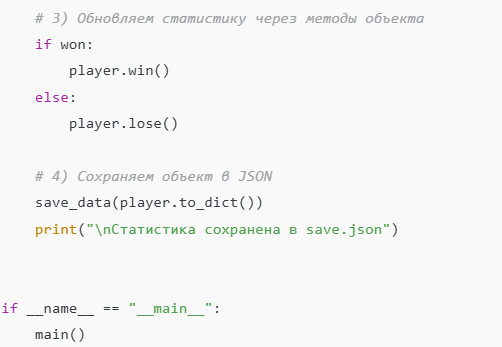 # 3) Обновляем статистику через методы объекта
if won:
player.win()
else:
player.lose()
# 4) Сохраняем объект в JSON
save_data(player.to_dict())
print("\nСтатистика сохранена в save.json")
if __name__ == "__main__":
main()